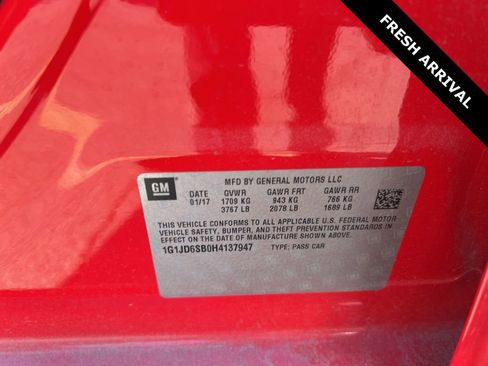 FRESH ARRIVAL
GM
MFD BY GENERAL MOTORS LLC
DATE GVWR GAWR FRT GAWR RR
01/17 1709 KG 943 KG 766 KG
3767 LB 2078 LB 1689 LB
THIS VEHICLE CONFORMS TO ALL APPLICABLE U.S. FEDERAL MOTOR
VEHICLE SAFETY, BUMPER, AND THEFT PREVENTION STANDARDS IN
EFFECT ON THE DATE OF MANUFACTURE SHOWN ABOVE.
1G1JD6SB0H4137947 TYPE: PASS CAR